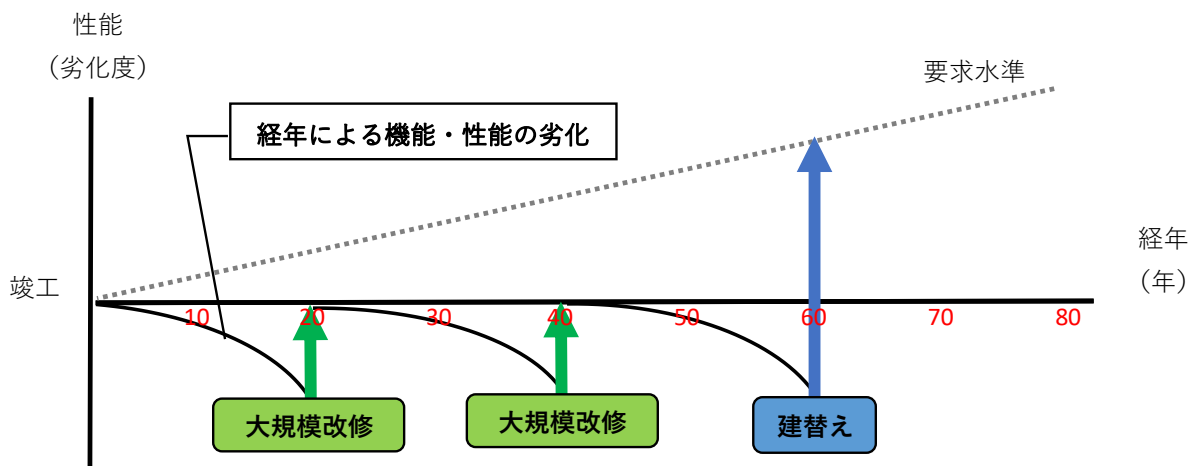 性能
（劣化度）
要求水準
経年による機能・性能の劣化
経年
（年）
竣工
10
20
30
40
50
60
70
80
大規模改修
大規模改修
建替え